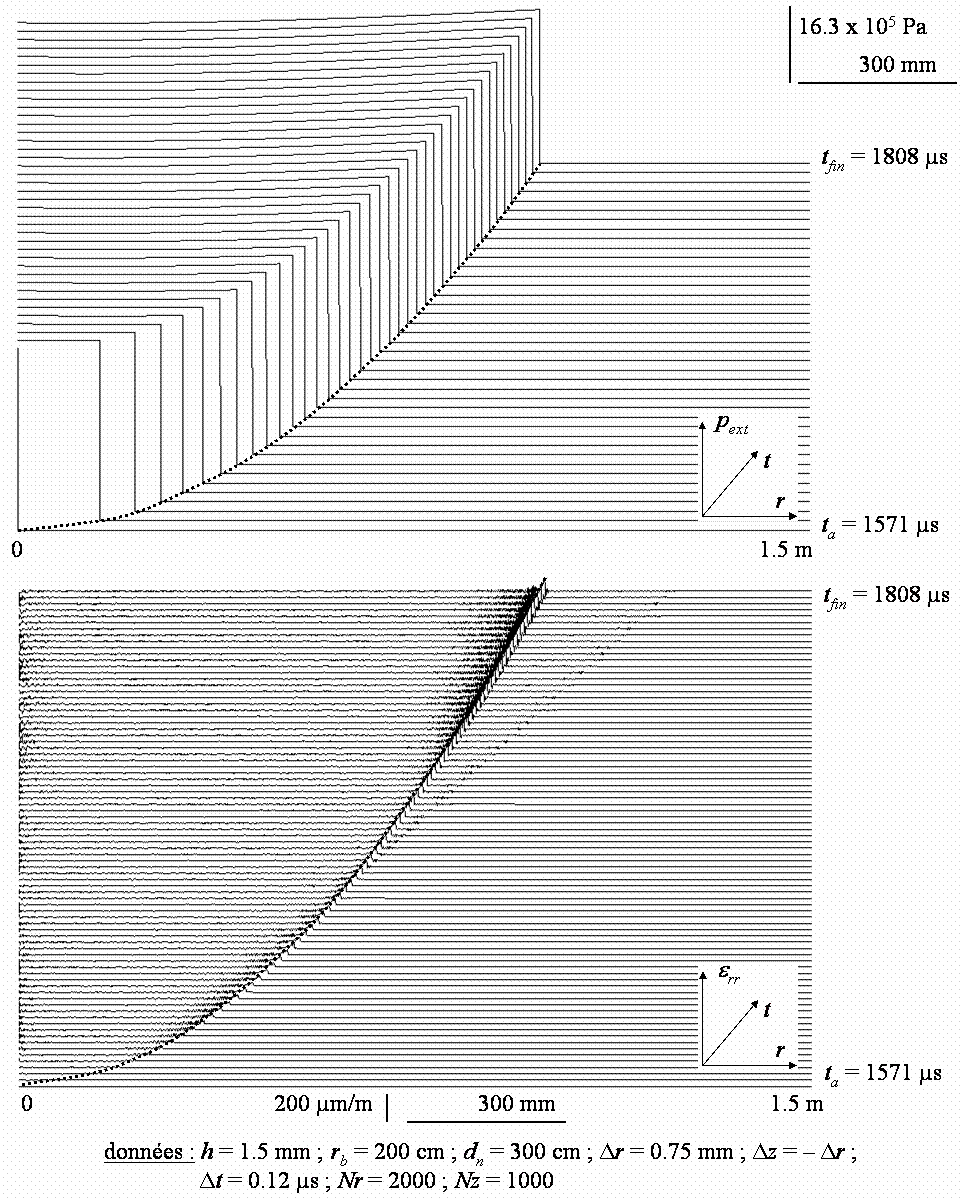 16.3 x 10⁵ Pa
300 mm
t_fin = 1808 µs
p_ext
t
r
t_a = 1571 µs
0
1.5 m
t_fin = 1808 µs
ε_rr
t
r
t_a = 1571 µs
0
200 µm/m
300 mm
1.5 m
données : h = 1.5 mm ; r_b = 200 cm ; d_n = 300 cm ; Δr = 0.75 mm ; Δz = – Δr ;
Δt = 0.12 µs ; Nr = 2000 ; Nz = 1000